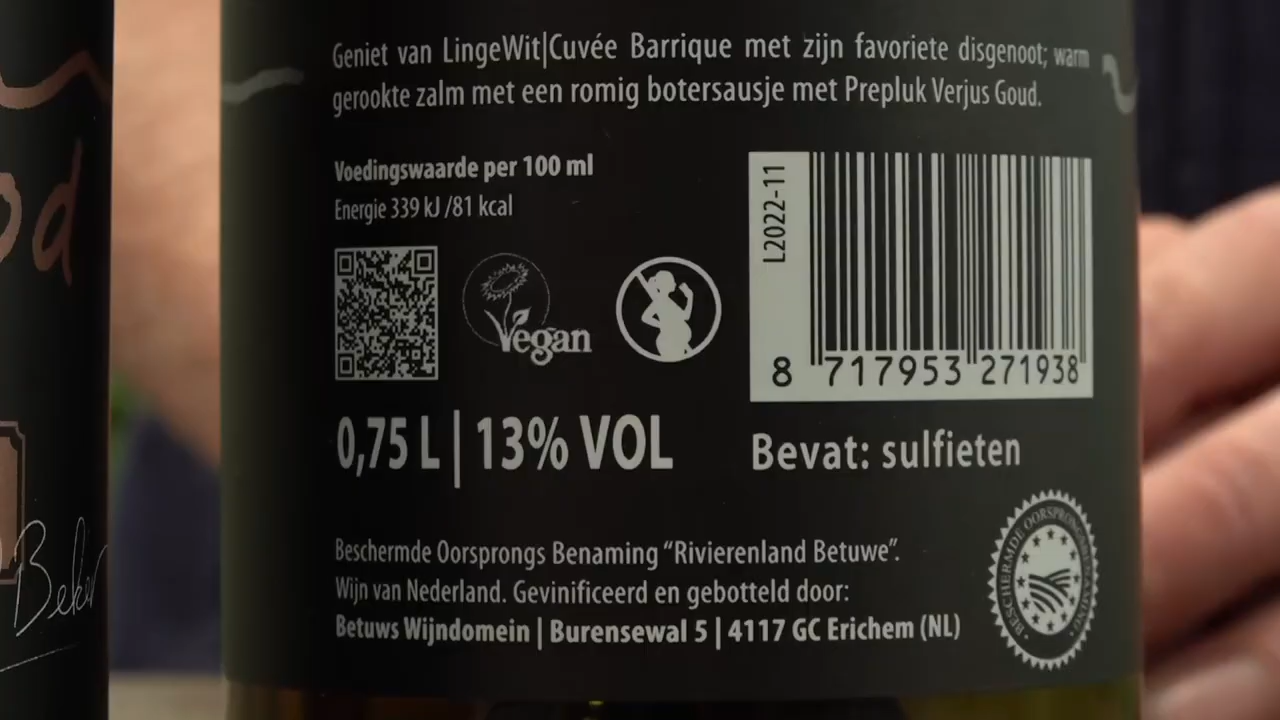 Geniet van LingeWit|Cuvée Barrique met zijn favoriete disgenoot; warm
gerookte zalm met een romig botersausje met Prepluk Verjus Goud.
od
Voedingswaarde per 100 ml
Energie 339 kJ /81 kcal
L2022-11
Vegan
8 717953 271938
0,75 L | 13% VOL
Bevat: sulfieten
Beschermde Oorsprongs Benaming “Rivierenland Betuwe”.
Wijn van Nederland. Gevinificeerd en gebotteld door:
Betuws Wijndomein | Burensewal 5 | 4117 GC Erichem (NL)
BESCHERMDE OORSPRONGSBENAMING